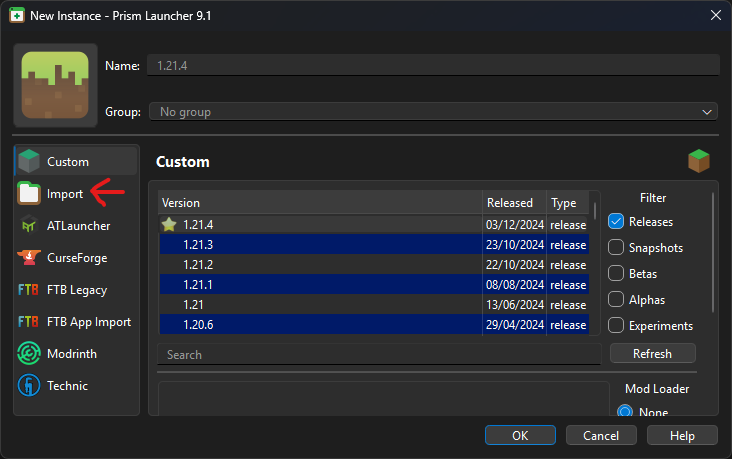 New Instance - Prism Launcher 9.1
Name: 1.21.4
Group: No group
Custom
Import
ATLauncher
CurseForge
FTB Legacy
FTB App Import
Modrinth
Technic
Custom
Version Released Type
1.21.4 03/12/2024 release
1.21.3 23/10/2024 release
1.21.2 22/10/2024 release
1.21.1 08/08/2024 release
1.21 13/06/2024 release
1.20.6 29/04/2024 release
Search
Filter
Releases
Snapshots
Betas
Alphas
Experiments
Refresh
Mod Loader
None
OK Cancel Help